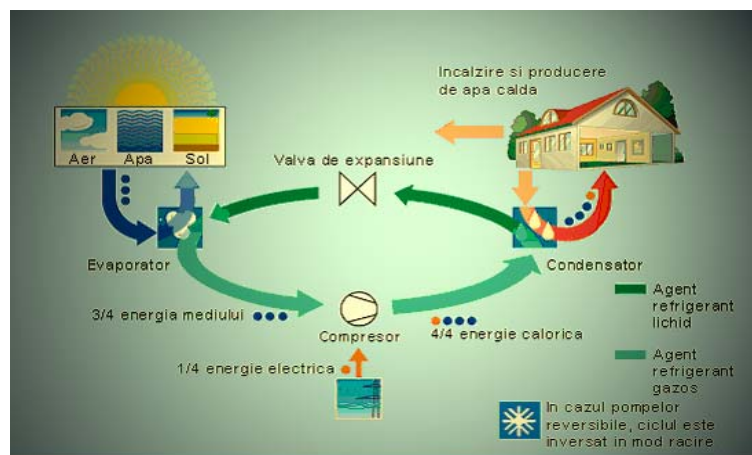 Incalzire si producere
de apa calda
Aer Apa Sol
Valva de expansiune
Evaporator
Condensator
3/4 energia mediului
Compresor
4/4 energie calorica
1/4 energie electrica
Agent
refrigerant
lichid
Agent
refrigerant
gazos
In cazul pompelor
reversibile, ciclul este
inversat in mod racire